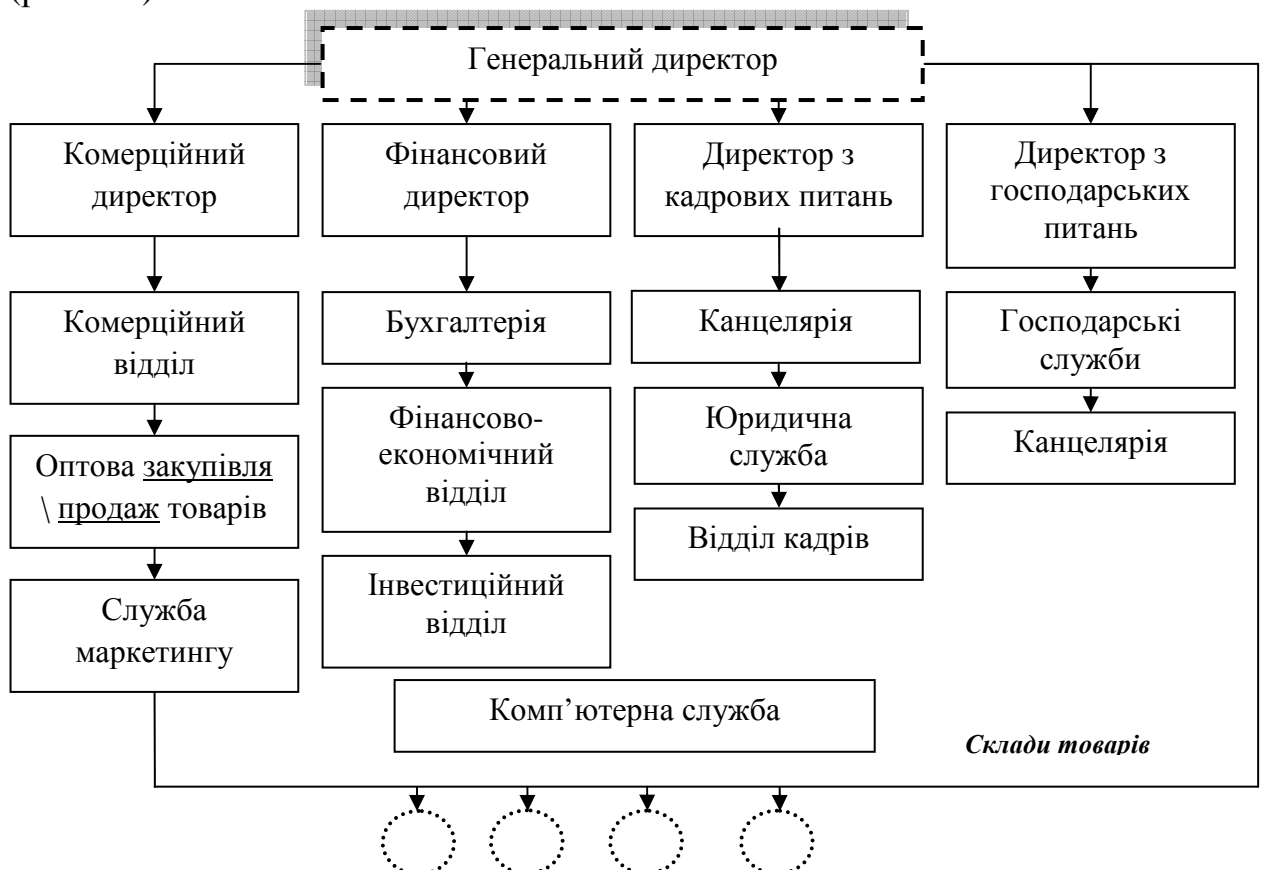 Генеральний директор
Комерційний
директор
Фінансовий
директор
Директор з
кадрових питань
Директор з
господарських
питань
Комерційний
відділ
Бухгалтерія
Канцелярія
Господарські
служби
Оптова закупівля
\ продаж товарів
Фінансово-
економічний
відділ
Юридична
служба
Канцелярія
Служба
маркетингу
Інвестиційний
відділ
Відділ кадрів
Комп’ютерна служба
Склади товарів